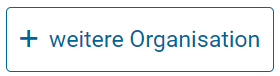 + weitere Organisation